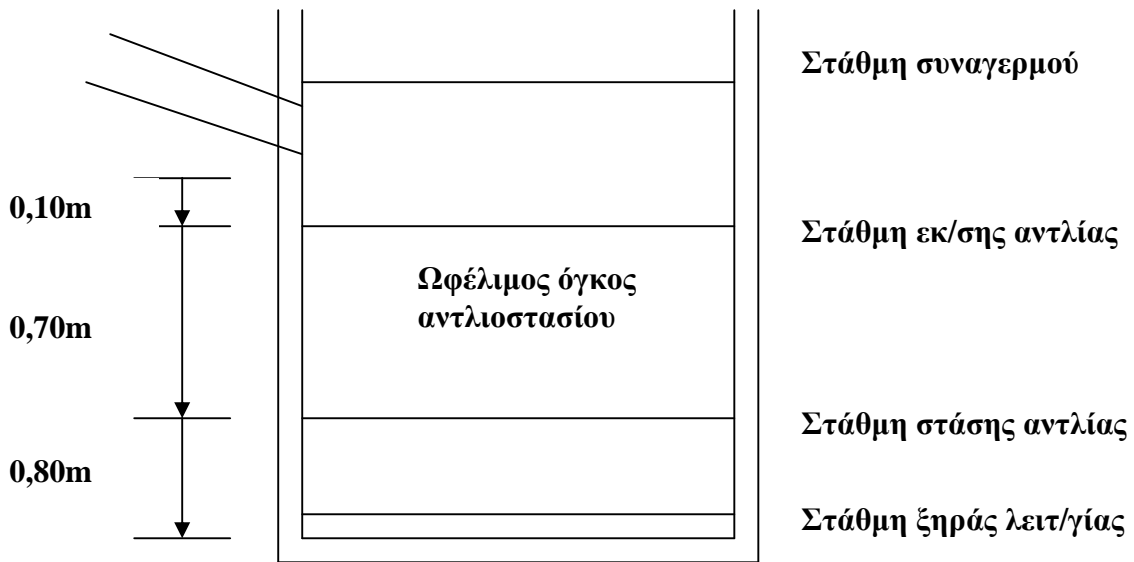 Στάθμη συναγερμού
0,10m
Στάθμη εκ/σης αντλίας
Ωφέλιμος όγκος
αντλιοστασίου
0,70m
Στάθμη στάσης αντλίας
0,80m
Στάθμη ξηράς λειτ/γίας